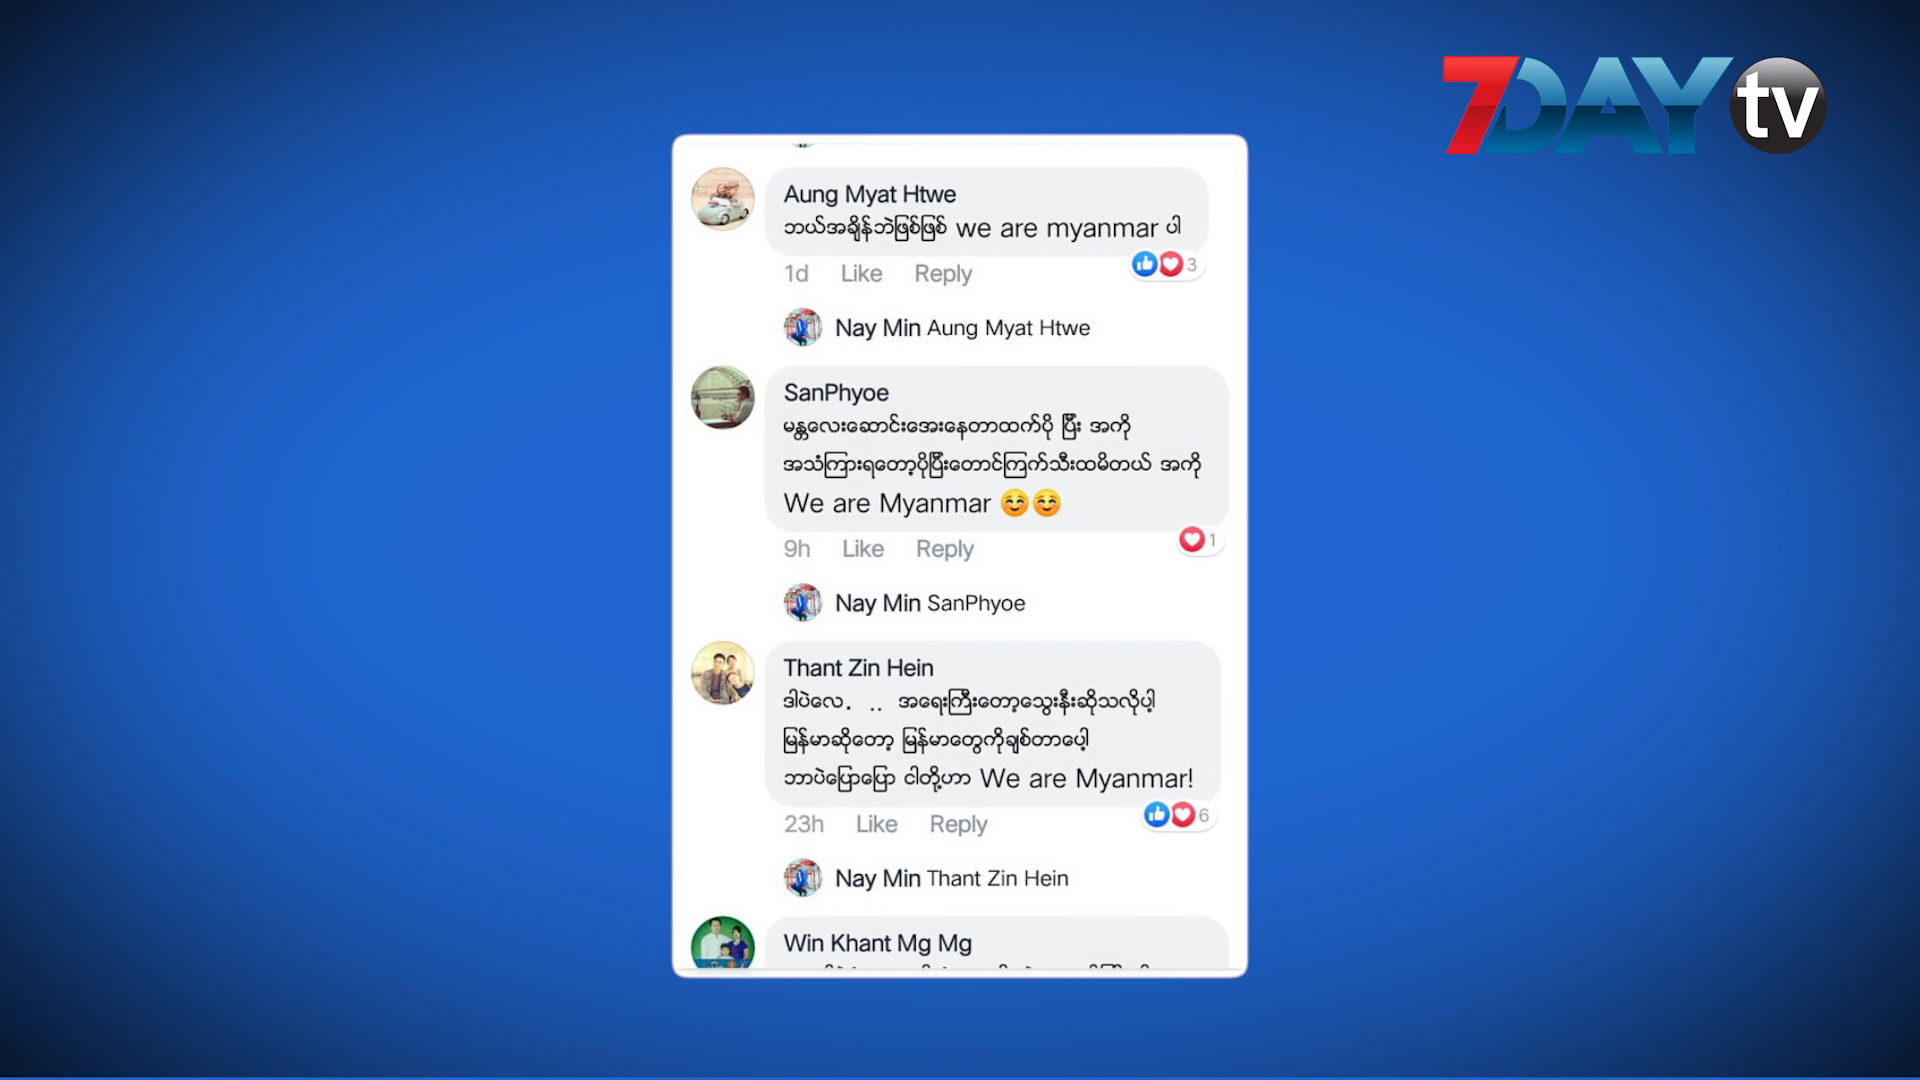 7DAY tv
Aung Myat Htwe
ဘယ်အချိန်ဘဲဖြစ်ဖြစ် we are myanmar ပါ
1d Like Reply 3
Nay Min Aung Myat Htwe
SanPhyoe
မန္တလေးဆောင်းအေးနေတာထက်ပို ပြီး အကို
အသံကြားရတော့ပိုပြီးတောင်ကြက်သီးထမိတယ် အကို
We are Myanmar ☺️☺️
9h Like Reply 1
Nay Min SanPhyoe
Thant Zin Hein
ဒါပဲလေ. .. အရေးကြီးတော့သွေးနီးဆိုသလိုပါ့
မြန်မာဆိုတော့ မြန်မာတွေကိုချစ်တာပေါ့
ဘာပဲပြောပြော ငါတို့ဟာ We are Myanmar!
23h Like Reply 6
Nay Min Thant Zin Hein
Win Khant Mg Mg